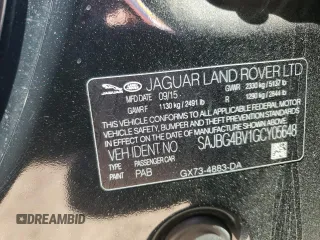 JAGUAR LAND ROVER LTD
MFD DATE 09/15 GVWR 2330 kg / 5137 lb
GAWR F 1130 kg / 2491 lb R 1290 kg / 2844 lb
THIS VEHICLE CONFORMS TO ALL APPLICABLE FEDERAL MOTOR
VEHICLE SAFETY, BUMPER, AND THEFT PREVENTION STANDARDS
IN EFFECT ON THE DATE OF MANUFACTURE SHOWN ABOVE.
VEH IDENT No. SAJBG4BV1GCY05648
TYPE PASSENGER CAR
PAINT PAB GX73-4883-DA
DIAMOND BID
DiamondBid